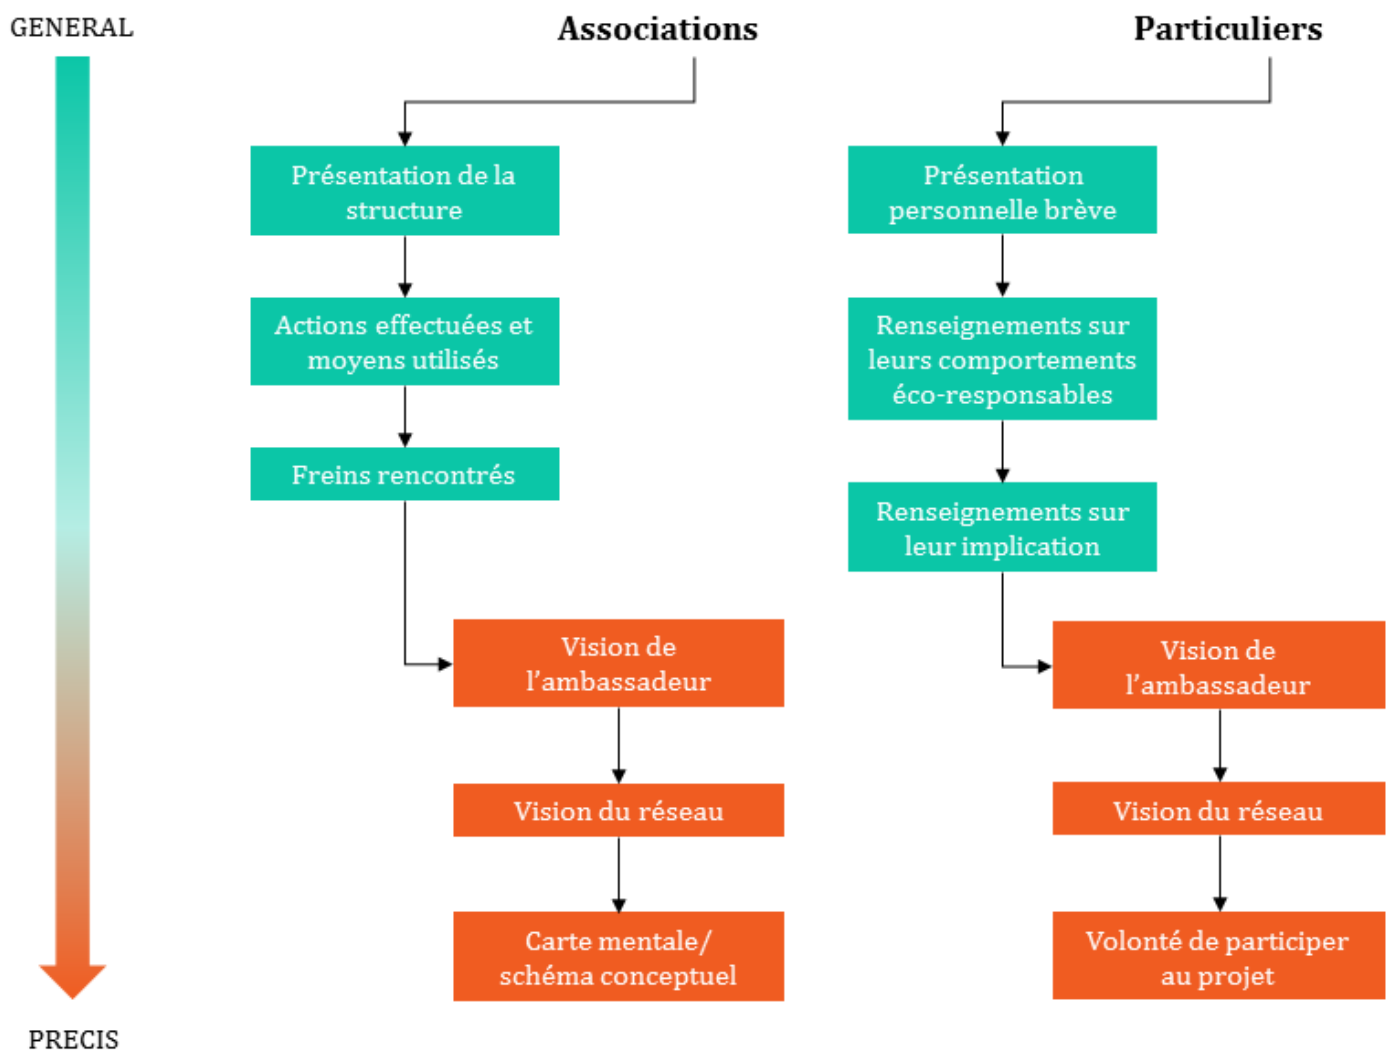 GENERAL
Associations
Particuliers
Présentation de la
structure
Présentation
personnelle brève
Actions effectuées et
moyens utilisés
Renseignements sur
leurs comportements
éco-responsables
Freins rencontrés
Renseignements sur
leur implication
Vision de
l’ambassadeur
Vision de
l’ambassadeur
Vision du réseau
Vision du réseau
Carte mentale/
schéma conceptuel
Volonté de participer
au projet
PRECIS